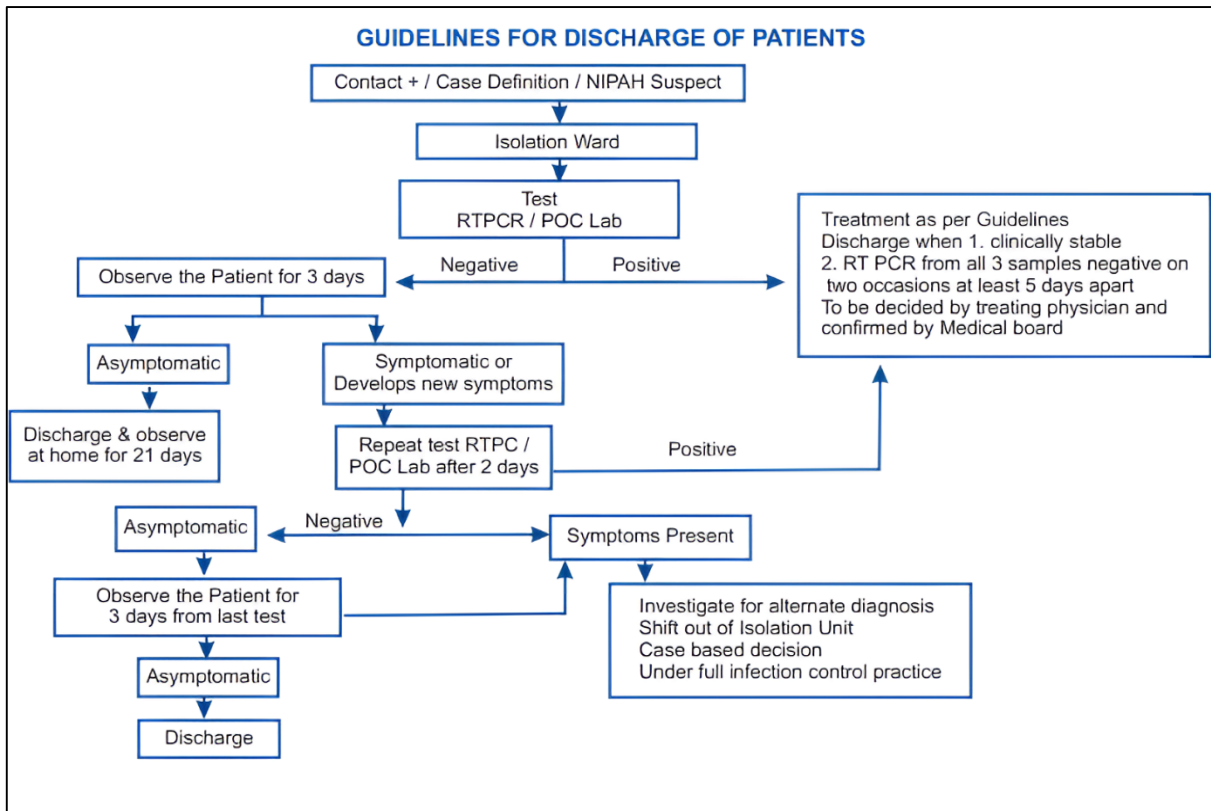 GUIDELINES FOR DISCHARGE OF PATIENTS
Contact + / Case Definition / NIPAH Suspect
Isolation Ward
Test
RTPCR / POC Lab
Negative
Positive
Treatment as per Guidelines
Discharge when 1. clinically stable
2. RT PCR from all 3 samples negative on
two occasions at least 5 days apart
To be decided by treating physician and
confirmed by Medical board
Observe the Patient for 3 days
Asymptomatic
Symptomatic or
Develops new symptoms
Discharge & observe
at home for 21 days
Repeat test RTPC /
POC Lab after 2 days
Positive
Asymptomatic
Negative
Symptoms Present
Observe the Patient for
3 days from last test
Investigate for alternate diagnosis
Shift out of Isolation Unit
Case based decision
Under full infection control practice
Asymptomatic
Discharge